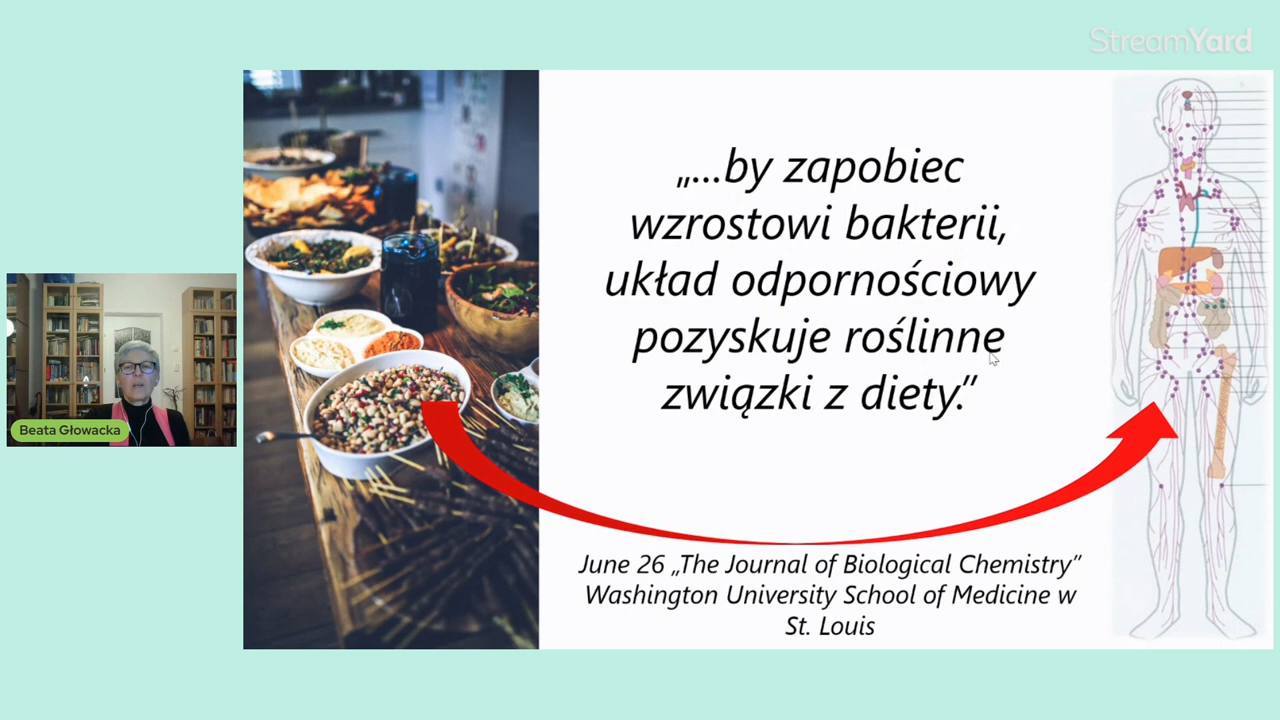 StreamYard
„...by zapobiec
wzrostowi bakterii,
układ odpornościowy
pozyskuje roślinne
związki z diety.”
Beata Głowacka
June 26 „The Journal of Biological Chemistry”
Washington University School of Medicine w
St. Louis